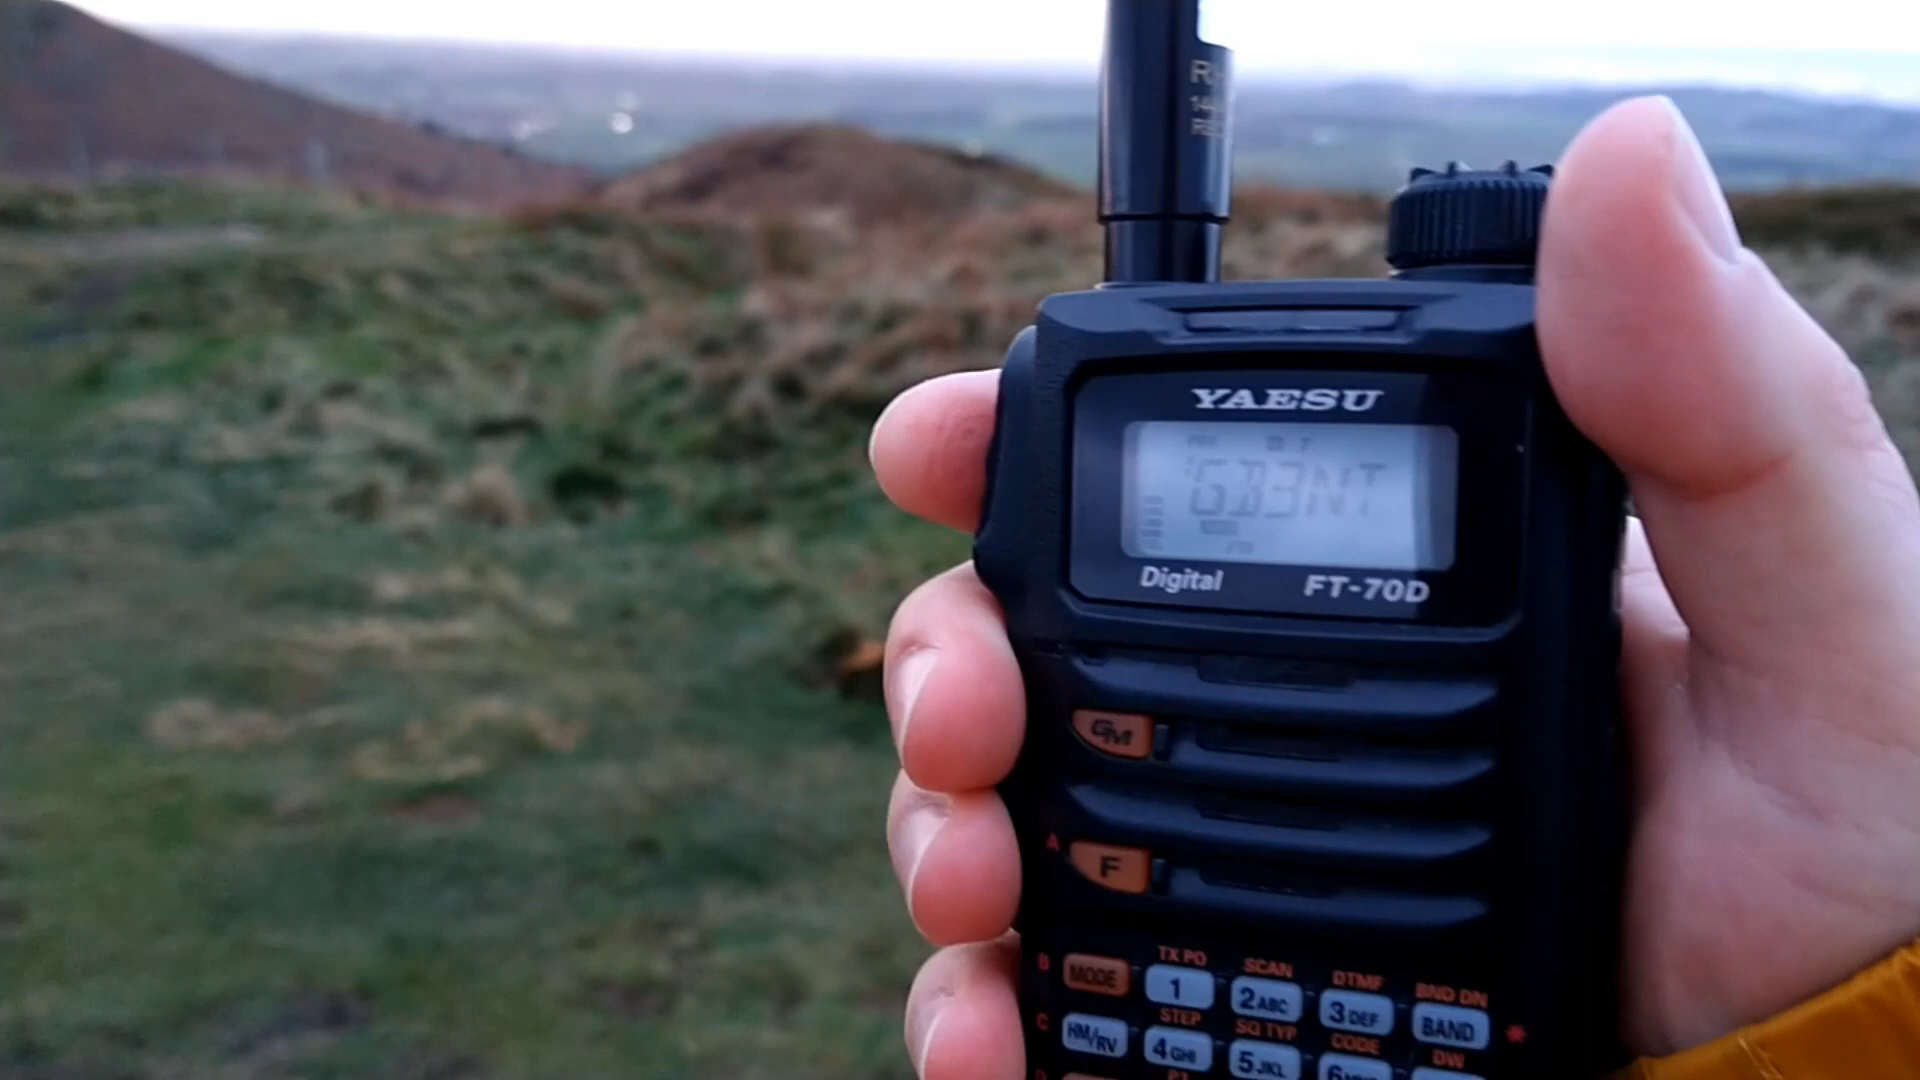 YAESU
GB3NT
Digital FT-70D
GM
A F
TX PO SCAN DTMF BND DN
B MODE 1 2ABC 3DEF BAND
STEP SQ TYP CODE DW
C HM/RV 4GHI 5JKL *